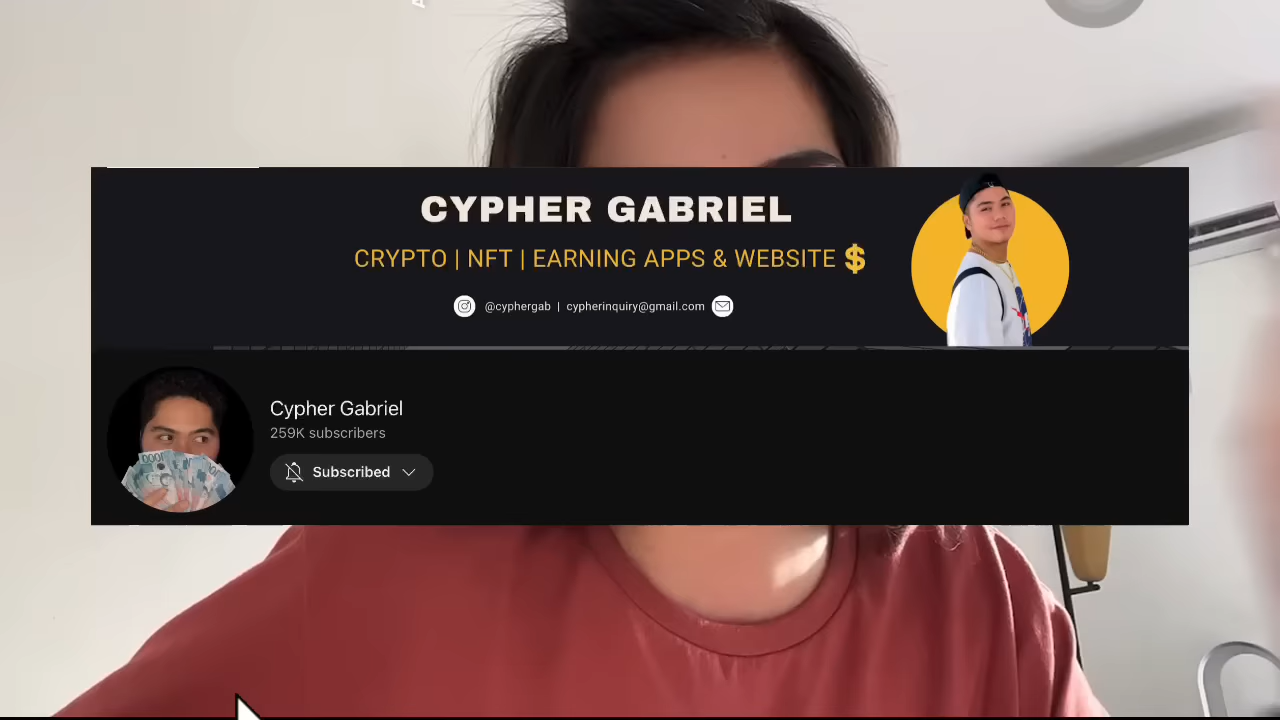 CYPHER GABRIEL
CRYPTO | NFT | EARNING APPS & WEBSITE $
@cyphergab | cypherinquiry@gmail.com
Cypher Gabriel
259K subscribers
Subscribed